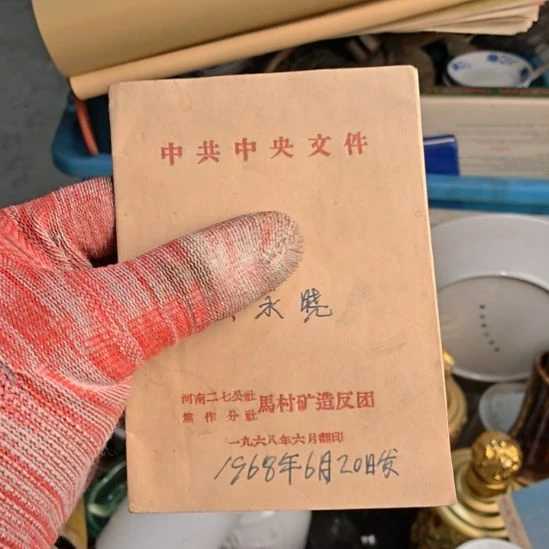 中共中央文件
永晓
河南二七公社
焦作分社 馬村矿造反团
一九六八年六月翻印
1968年6月20日发